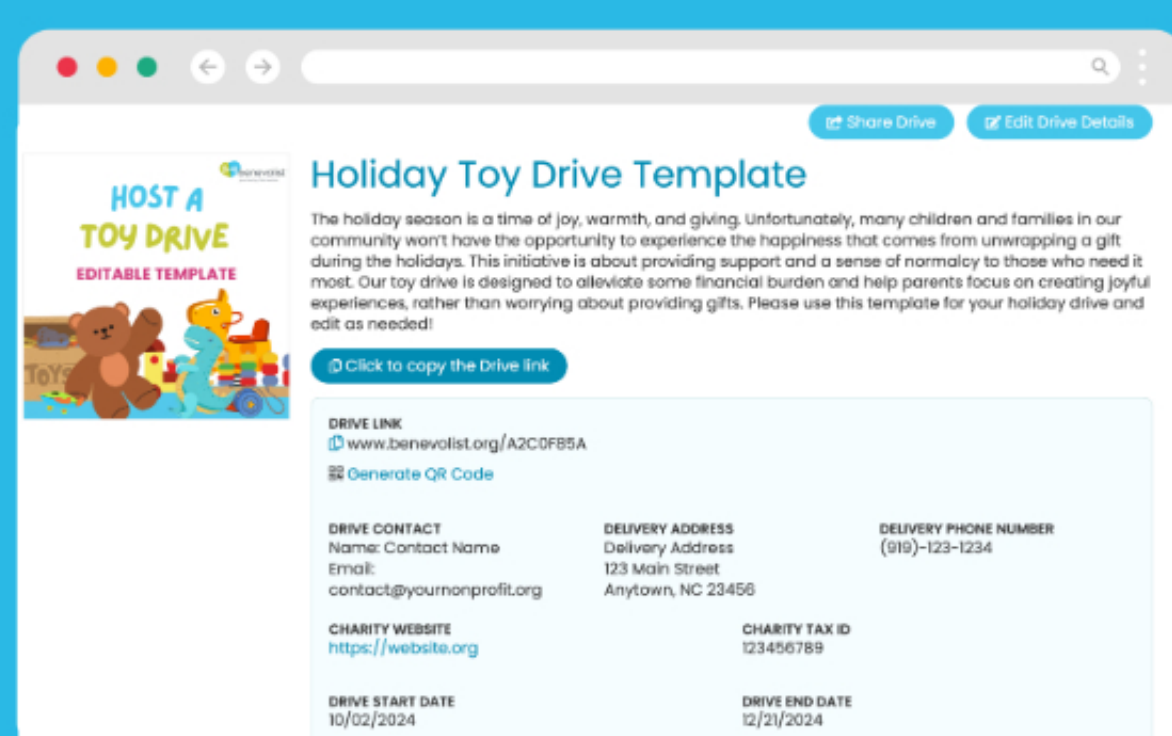 Share Drive
Edit Drive Details
benevolist
HOST A
TOY DRIVE
EDITABLE TEMPLATE
TOYS
Holiday Toy Drive Template
The holiday season is a time of joy, warmth, and giving. Unfortunately, many children and families in our
community won't have the opportunity to experience the happiness that comes from unwrapping a gift
during the holidays. This initiative is about providing support and a sense of normalcy to those who need it
most. Our toy drive is designed to alleviate some financial burden and help parents focus on creating joyful
experiences, rather than worrying about providing gifts. Please use this template for your holiday drive and
edit as needed!
Click to copy the Drive link
DRIVE LINK
www.benevolist.org/A2C0F85A
Generate QR Code
DRIVE CONTACT
Name: Contact Name
Email:
contact@yournonprofit.org
DELIVERY ADDRESS
Delivery Address
123 Main Street
Anytown, NC 23456
DELIVERY PHONE NUMBER
(919)-123-1234
CHARITY WEBSITE
https://website.org
CHARITY TAX ID
123456789
DRIVE START DATE
10/02/2024
DRIVE END DATE
12/21/2024